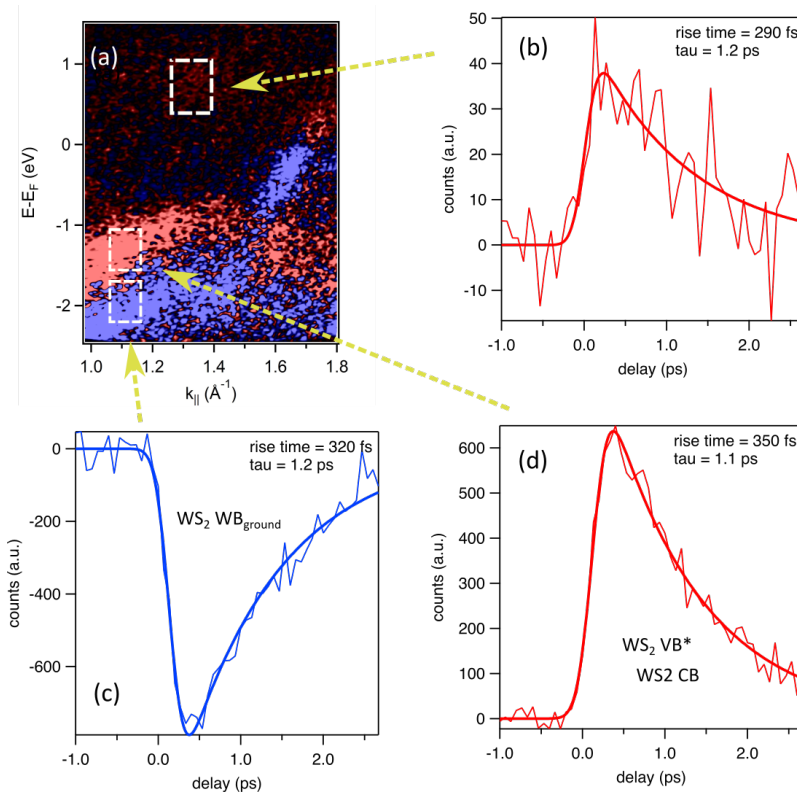 (a)
1
0
-1
-2
E-E_F (eV)
1.0 1.2 1.4 1.6 1.8
k_|| (Å⁻¹)
(b)
rise time = 290 fs
tau = 1.2 ps
50
40
30
20
10
0
-10
counts (a.u.)
-1.0 0.0 1.0 2.0
delay (ps)
(c)
rise time = 320 fs
tau = 1.2 ps
WS₂ WB_ground
0
-200
-400
-600
counts (a.u.)
-1.0 0.0 1.0 2.0
delay (ps)
(d)
rise time = 350 fs
tau = 1.1 ps
WS₂ VB*
WS2 CB
600
500
400
300
200
100
0
counts (a.u.)
-1.0 0.0 1.0 2.0
delay (ps)